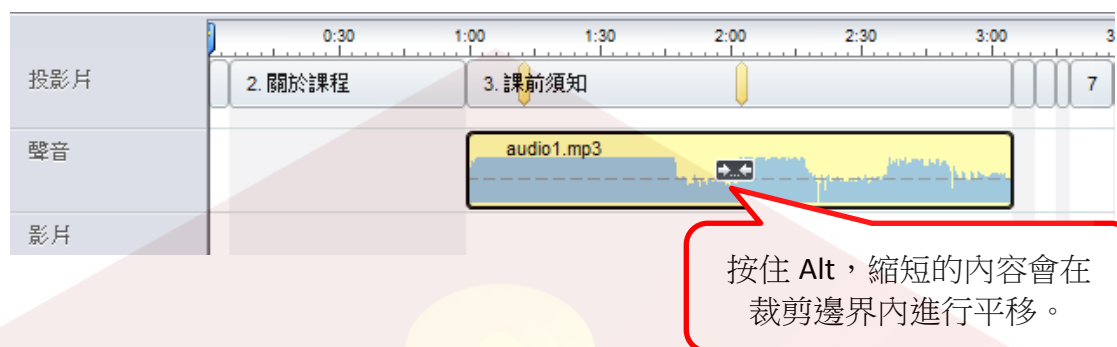 0:30 1:00 1:30 2:00 2:30 3:00 3
投影片 2. 關於課程 3. 課前須知 7
聲音 audio1.mp3
影片
按住 Alt，縮短的內容會在
裁剪邊界內進行平移。